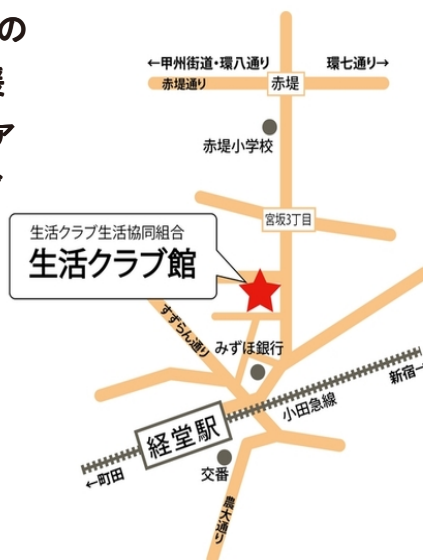 の
ア
←甲州街道・環八通り
環七通り→
赤堤通り
赤堤
赤堤小学校
宮坂3丁目
生活クラブ生活協同組合
生活クラブ館
すずらん通り
みずほ銀行
新宿→
小田急線
経堂駅
←町田
交番
農大通り